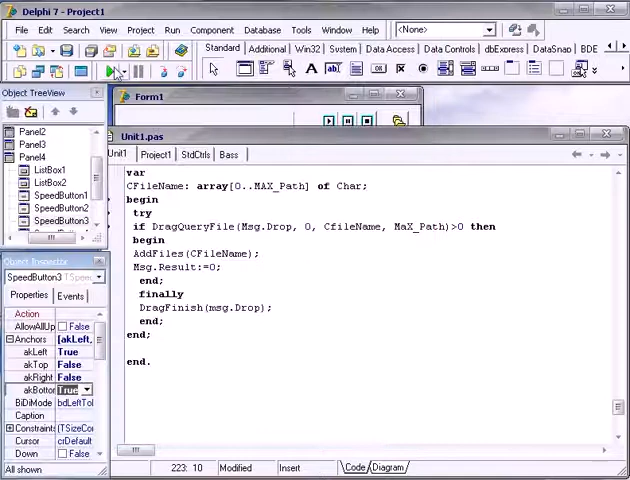 Delphi 7 - Project1
File Edit Search View Project Run Component Database Tools Window Help <None>
Standard Additional Win32 System Data Access Data Controls dbExpress DataSnap BDE
Object TreeView
Panel2
Panel3
Panel4
ListBox1
ListBox2
SpeedButton1
SpeedButton2
SpeedButton3
Form1
Unit1.pas
Unit1 Project1 StdCtrls Bass
var
CFileName: array[0..MAX_Path] of Char;
begin
try
if DragQueryFile(Msg.Drop, 0, CfileName, MaX_Path)>0 then
begin
AddFiles(CFileName);
Msg.Result:=0;
end;
finally
DragFinish(msg.Drop);
end;
end;
end.
223: 10 Modified Insert Code Diagram
Object Inspector
SpeedButton3
Properties Events
Action
AllowAllUp False
Anchors [akLeft,
akLeft True
akTop False
akRight False
akBottor True
BiDiMode bdLeftTol
Caption
Constraints (TSizeCor
Cursor crDefault
Down False
All shown